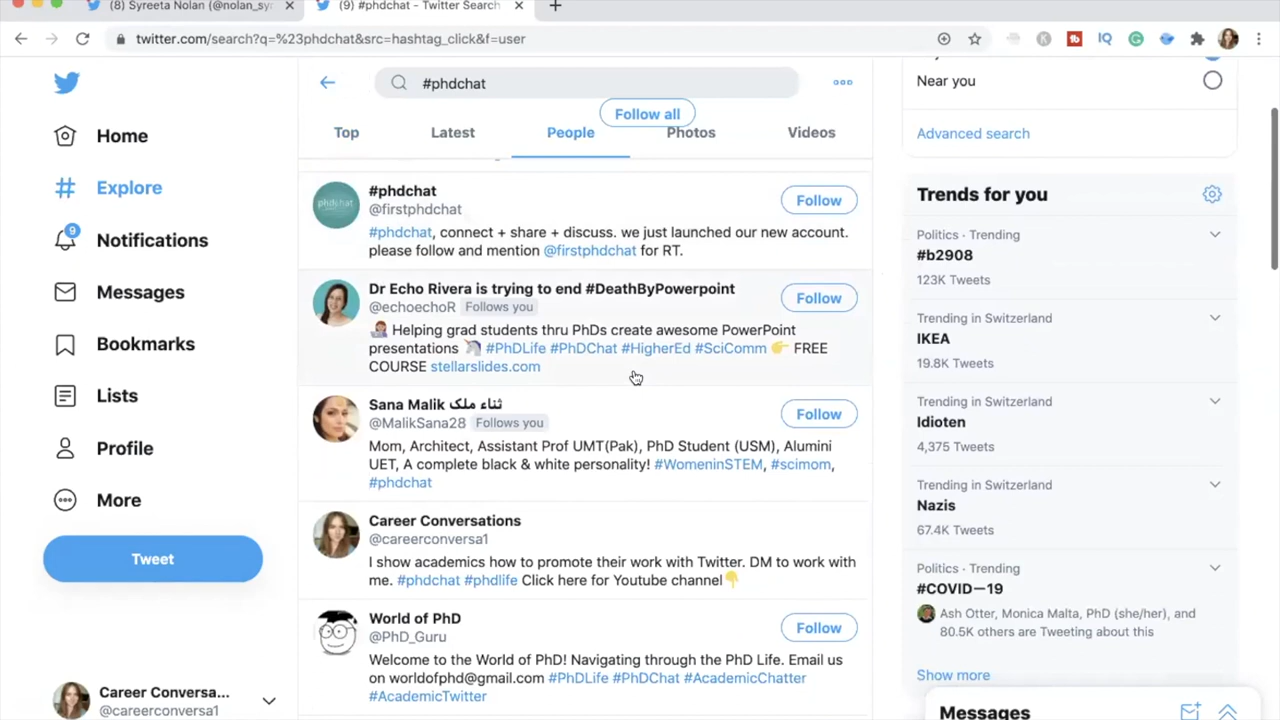 (8) Syreeta Nolan (@nolan_sy
(9) #phdchat - Twitter Search
twitter.com/search?q=%23phdchat&src=hashtag_click&f=user
#phdchat
Follow all
Top Latest People Photos Videos
Home
Explore
9
Notifications
Messages
Bookmarks
Lists
Profile
More
Tweet
Career Conversa...
@careerconversa1
#phdchat
@firstphdchat
Follow
phdchat
#phdchat, connect + share + discuss. we just launched our new account.
please follow and mention @firstphdchat for RT.
Dr Echo Rivera is trying to end #DeathByPowerpoint
@echoechoR Follows you
Follow
Helping grad students thru PhDs create awesome PowerPoint
presentations 🦄 #PhDLife #PhDChat #HigherEd #SciComm 👉 FREE
COURSE stellarslides.com
Sana Malik ثناء ملک
@MalikSana28 Follows you
Follow
Mom, Architect, Assistant Prof UMT(Pak), PhD Student (USM), Alumini
UET, A complete black & white personality! #WomeninSTEM, #scimom,
#phdchat
Career Conversations
@careerconversa1
I show academics how to promote their work with Twitter. DM to work with
me. #phdchat #phdlife Click here for Youtube channel👇
World of PhD
@PhD_Guru
Follow
Welcome to the World of PhD! Navigating through the PhD Life. Email us
on worldofphd@gmail.com #PhDLife #PhDChat #AcademicChatter
#AcademicTwitter
Near you
Advanced search
Trends for you
Politics · Trending
#b2908
123K Tweets
Trending in Switzerland
IKEA
19.8K Tweets
Trending in Switzerland
Idioten
4,375 Tweets
Trending in Switzerland
Nazis
67.4K Tweets
Politics · Trending
#COVID—19
Ash Otter, Monica Malta, PhD (she/her), and
80.5K others are Tweeting about this
Show more
Messages